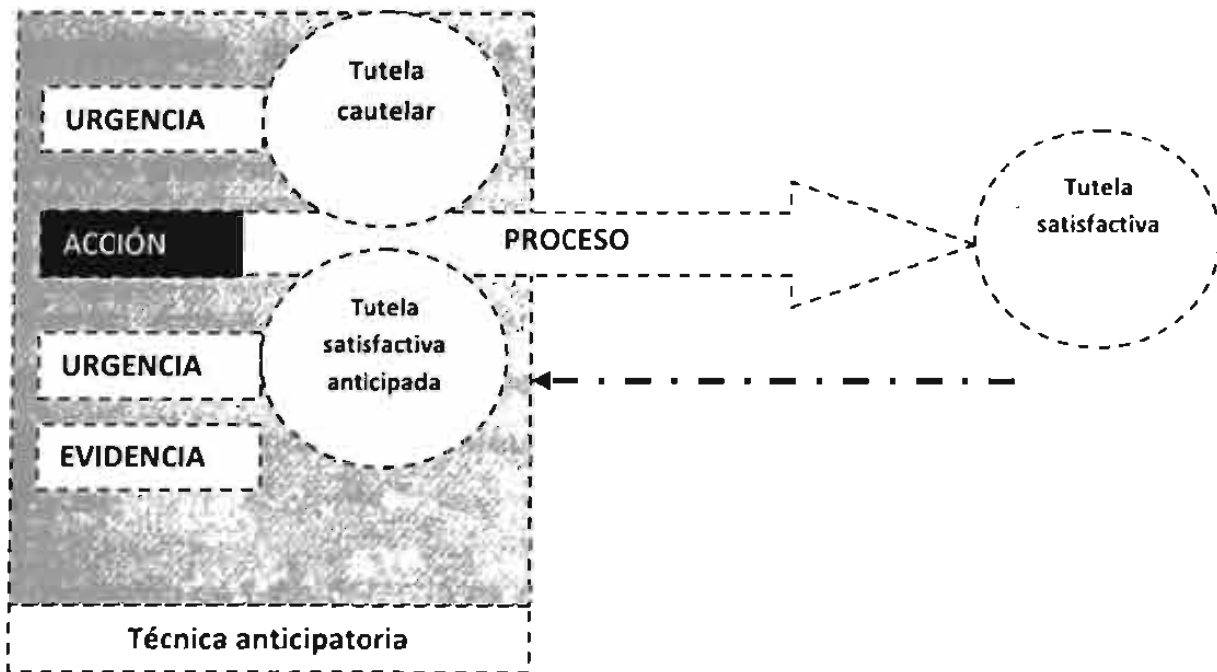 Tutela
cautelar
URGENCIA
ACCIÓN
PROCESO
Tutela
satisfactiva
Tutela
satisfactiva
anticipada
URGENCIA
EVIDENCIA
Técnica anticipatoria